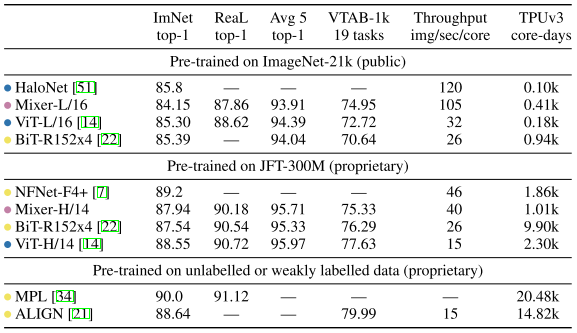 ImNet ReaL Avg 5 VTAB-1k Throughput TPUv3
top-1 top-1 top-1 19 tasks img/sec/core core-days
Pre-trained on ImageNet-21k (public)
HaloNet [51] 85.8 — — — 120 0.10k
Mixer-L/16 84.15 87.86 93.91 74.95 105 0.41k
ViT-L/16 [14] 85.30 88.62 94.39 72.72 32 0.18k
BiT-R152x4 [22] 85.39 — 94.04 70.64 26 0.94k
Pre-trained on JFT-300M (proprietary)
NFNet-F4+ [7] 89.2 — — — 46 1.86k
Mixer-H/14 87.94 90.18 95.71 75.33 40 1.01k
BiT-R152x4 [22] 87.54 90.54 95.33 76.29 26 9.90k
ViT-H/14 [14] 88.55 90.72 95.97 77.63 15 2.30k
Pre-trained on unlabelled or weakly labelled data (proprietary)
MPL [34] 90.0 91.12 — — — 20.48k
ALIGN [21] 88.64 — — 79.99 15 14.82k